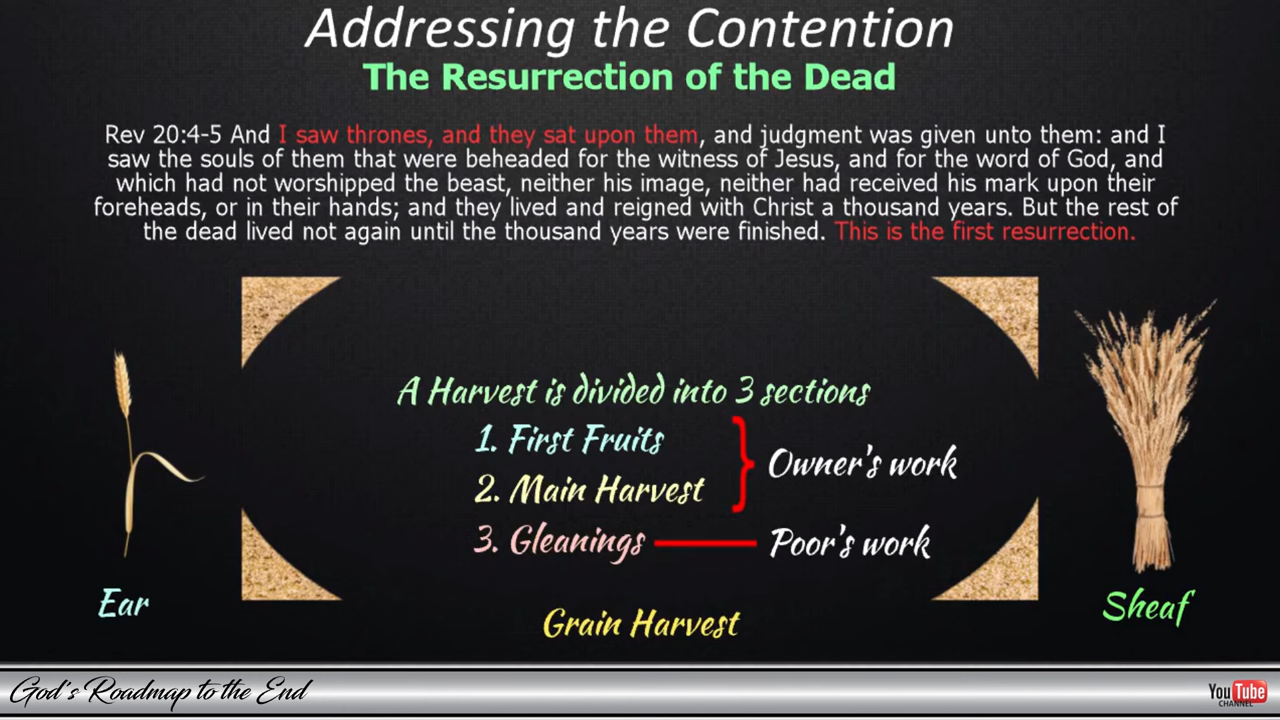 Addressing the Contention
The Resurrection of the Dead
Rev 20:4-5 And I saw thrones, and they sat upon them, and judgment was given unto them: and I
saw the souls of them that were beheaded for the witness of Jesus, and for the word of God, and
which had not worshipped the beast, neither his image, neither had received his mark upon their
foreheads, or in their hands; and they lived and reigned with Christ a thousand years. But the rest of
the dead lived not again until the thousand years were finished. This is the first resurrection.
A Harvest is divided into 3 sections
1. First Fruits
2. Main Harvest
Owner's work
3. Gleanings
Poor's work
Ear
Sheaf
Grain Harvest
God's Roadmap to the End
YouTube
CHANNEL